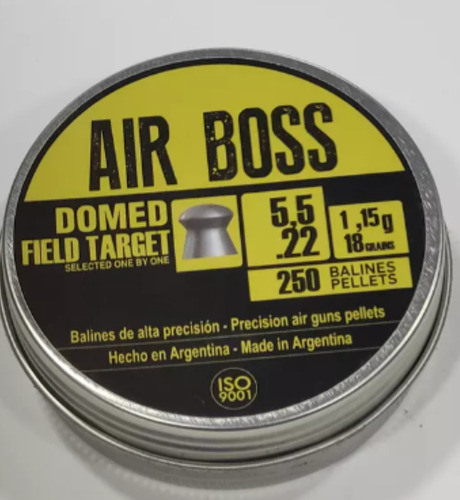 AIR BOSS
DOMED
FIELD TARGET
SELECTED ONE BY ONE
5.5
.22
1 ,15g
18 GRAINS
250 BALINES
PELLETS
Balines de alta precisión - Precision air guns pellets
Hecho en Argentina - Made in Argentina
ISO
9001